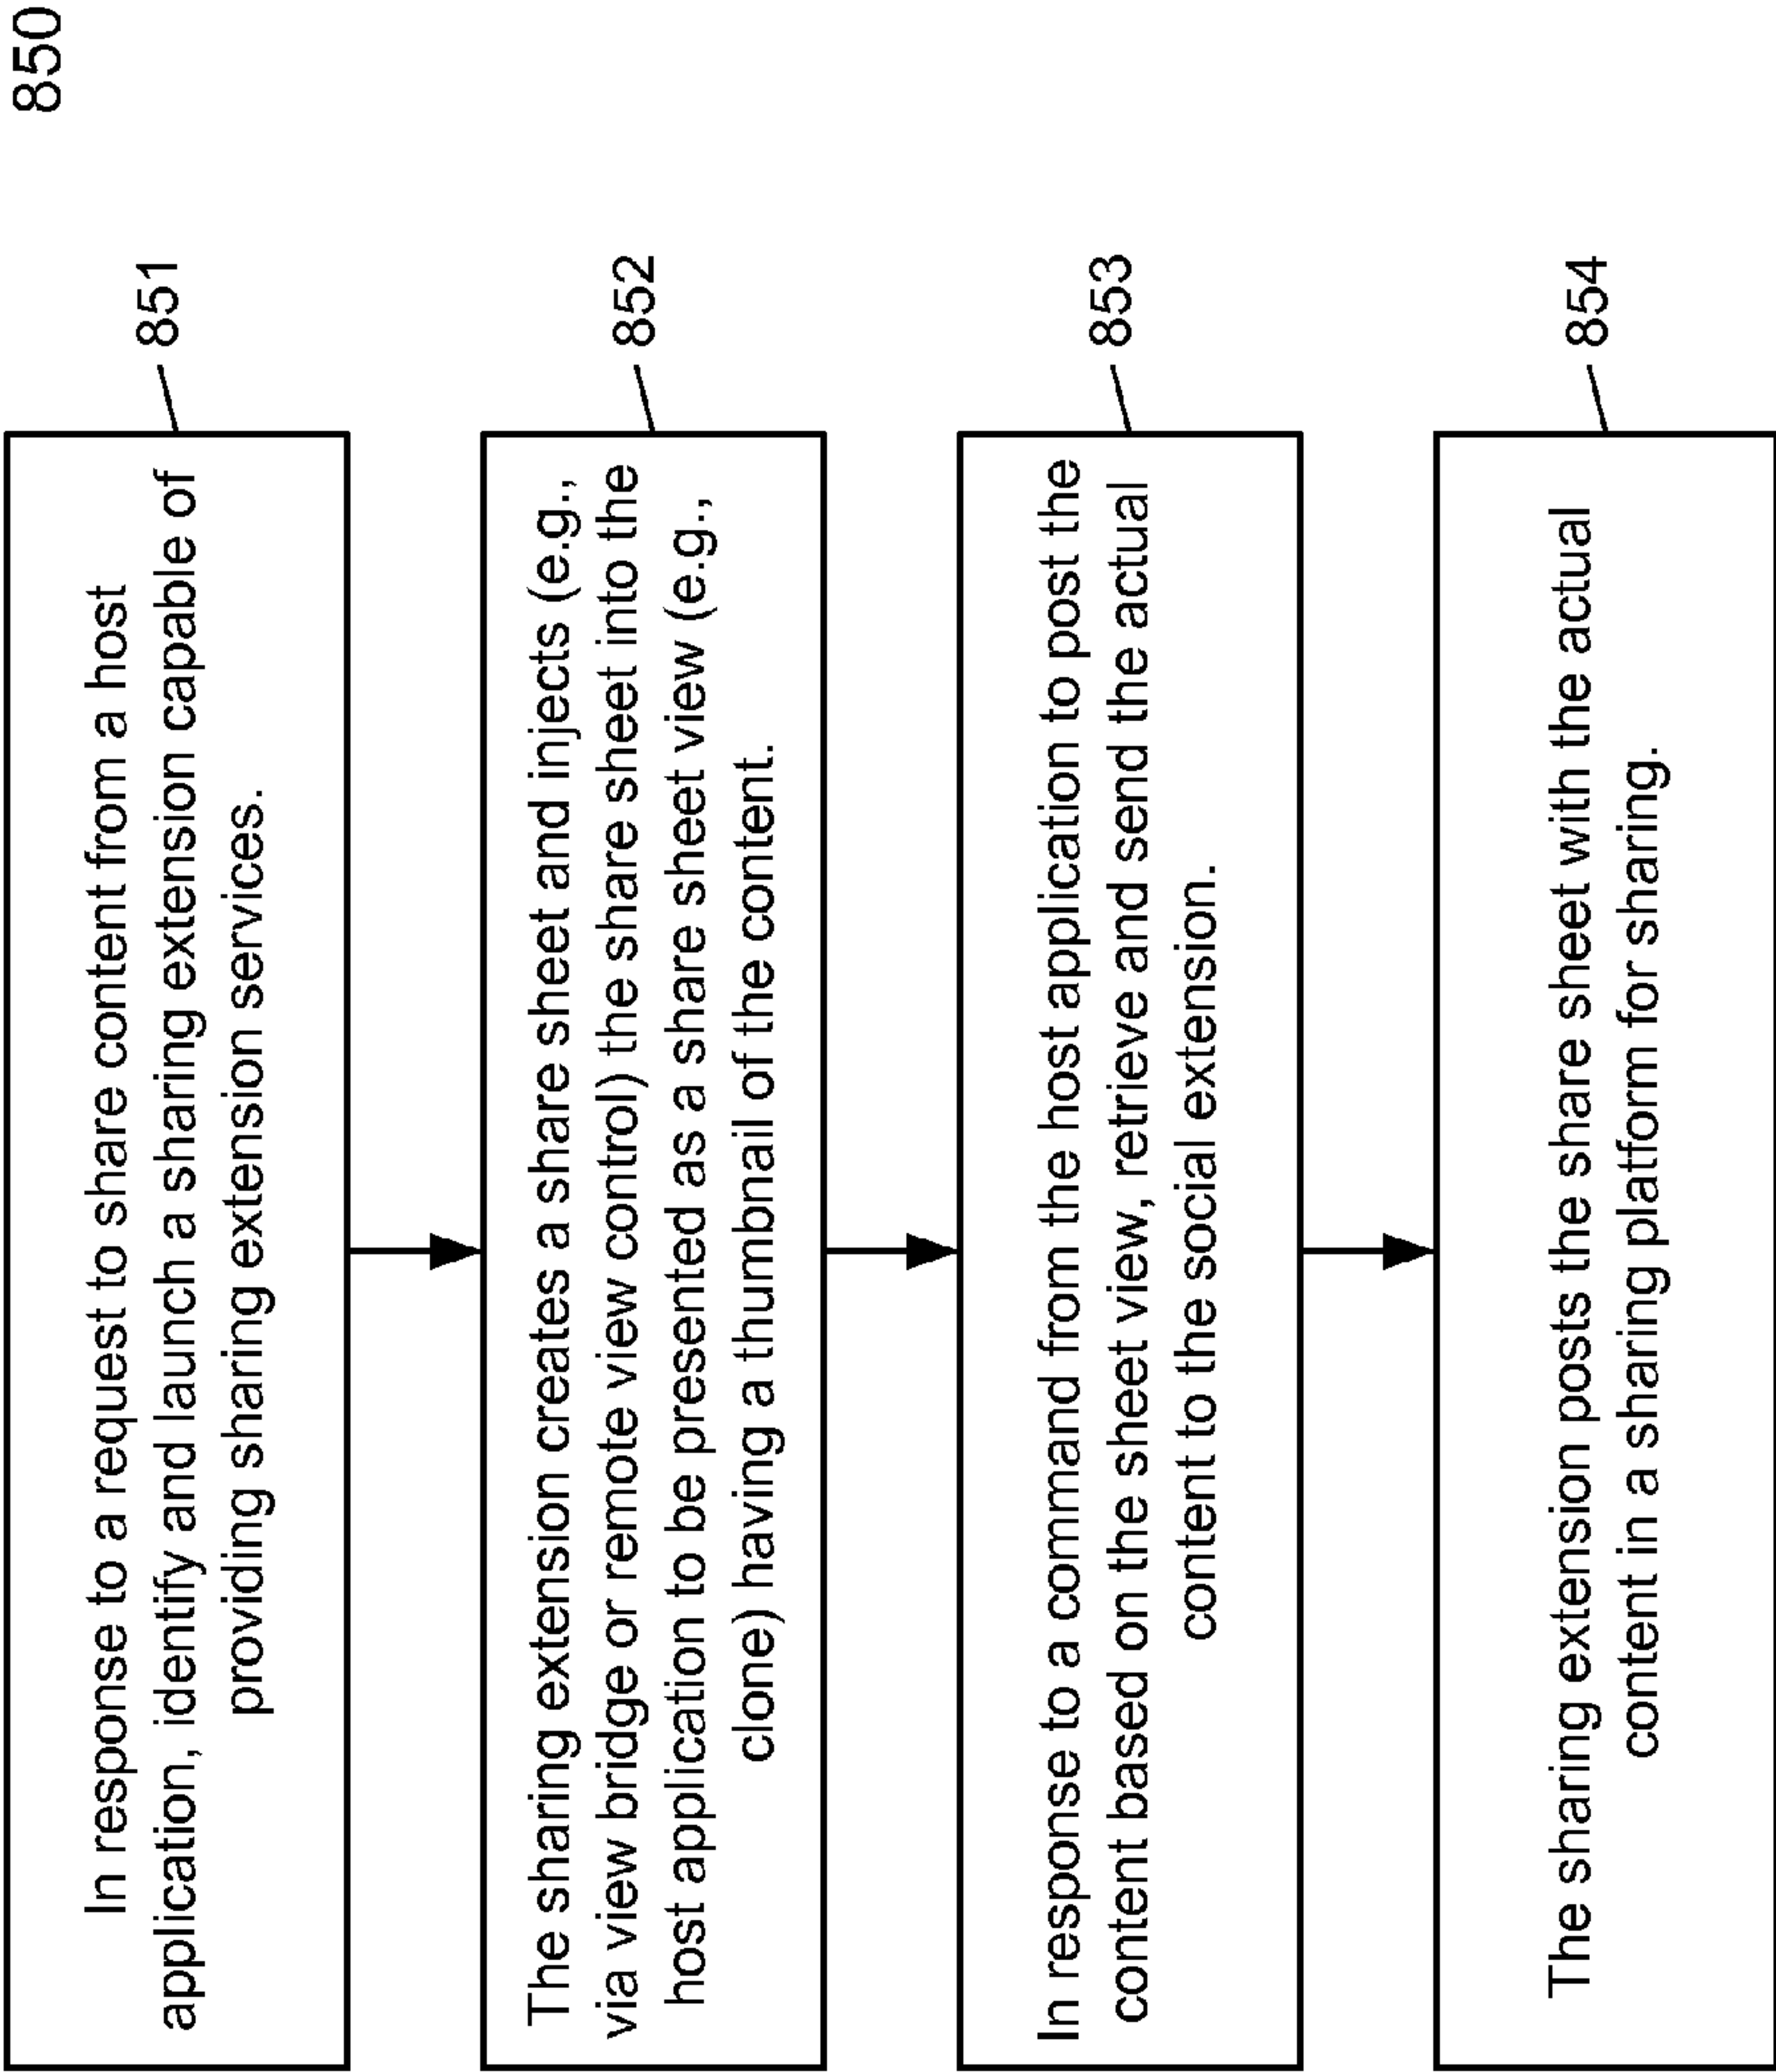 850
In response to a request to share content from a host
application, identify and launch a sharing extension capable of
providing sharing extension services.
851
The sharing extension creates a share sheet and injects (e.g.,
via view bridge or remote view control) the share sheet into the
host application to be presented as a share sheet view (e.g.,
clone) having a thumbnail of the content.
852
In response to a command from the host application to post the
content based on the sheet view, retrieve and send the actual
content to the social extension.
853
The sharing extension posts the share sheet with the actual
content in a sharing platform for sharing.
854